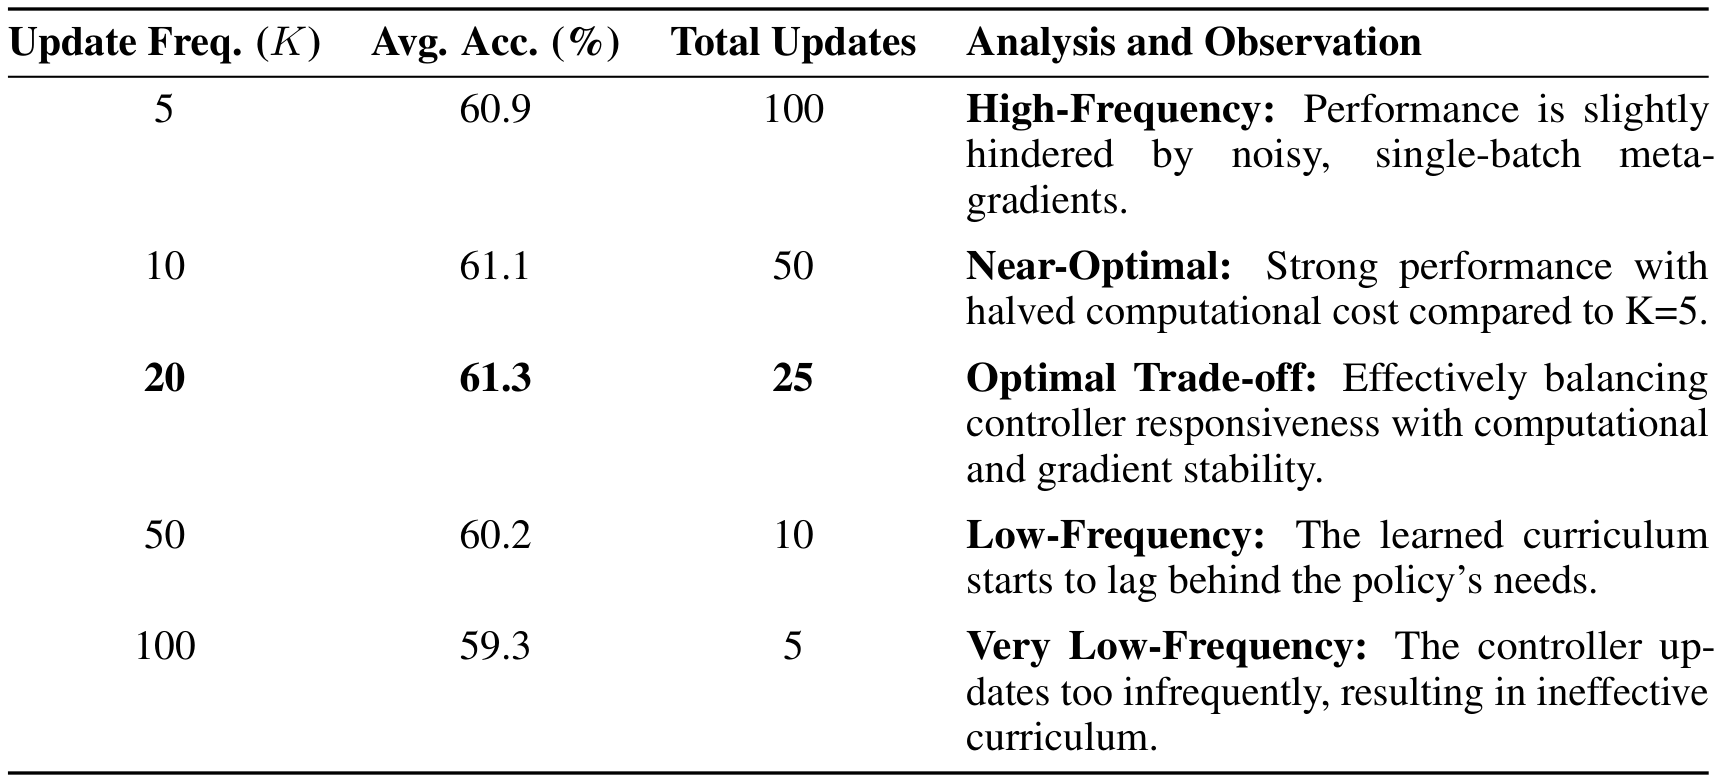 Update Freq. (K) Avg. Acc. (%) Total Updates Analysis and Observation
5 60.9 100 High-Frequency: Performance is slightly
hindered by noisy, single-batch meta-
gradients.
10 61.1 50 Near-Optimal: Strong performance with
halved computational cost compared to K=5.
20 61.3 25 Optimal Trade-off: Effectively balancing
controller responsiveness with computational
and gradient stability.
50 60.2 10 Low-Frequency: The learned curriculum
starts to lag behind the policy's needs.
100 59.3 5 Very Low-Frequency: The controller up-
dates too infrequently, resulting in ineffective
curriculum.